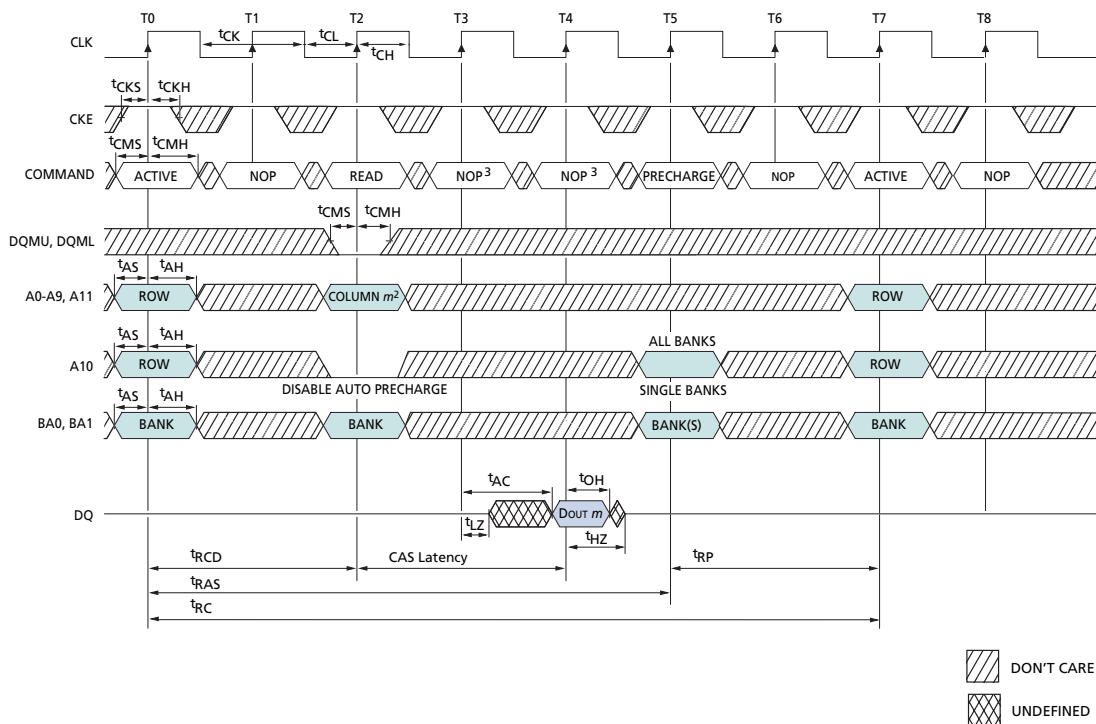 T0 T1 T2 T3 T4 T5 T6 T7 T8
CLK
tCK tCL tCH
tCKS tCKH
CKE
tCMS tCMH
COMMAND ACTIVE NOP READ NOP3 NOP3 PRECHARGE NOP ACTIVE NOP
tCMS tCMH
DQMU, DQML
tAS tAH
A0-A9, A11 ROW COLUMN m2 ROW
tAS tAH ALL BANKS
A10 ROW ROW
DISABLE AUTO PRECHARGE SINGLE BANKS
tAS tAH
BA0, BA1 BANK BANK BANK(S) BANK
tAC tOH
DQ DOUT m
tLZ tHZ
tRCD CAS Latency tRP
tRAS
tRC
DON'T CARE
UNDEFINED